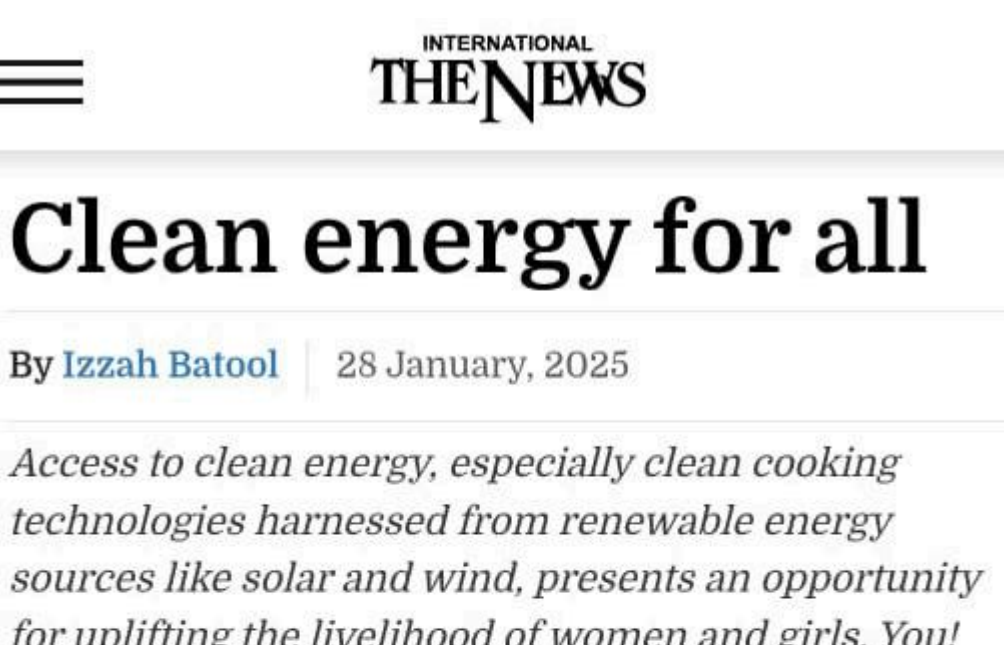 INTERNATIONAL
THE NEWS
Clean energy for all
By Izzah Batool 28 January, 2025
Access to clean energy, especially clean cooking
technologies harnessed from renewable energy
sources like solar and wind, presents an opportunity
for uplifting the livelihood of women and girls. You!